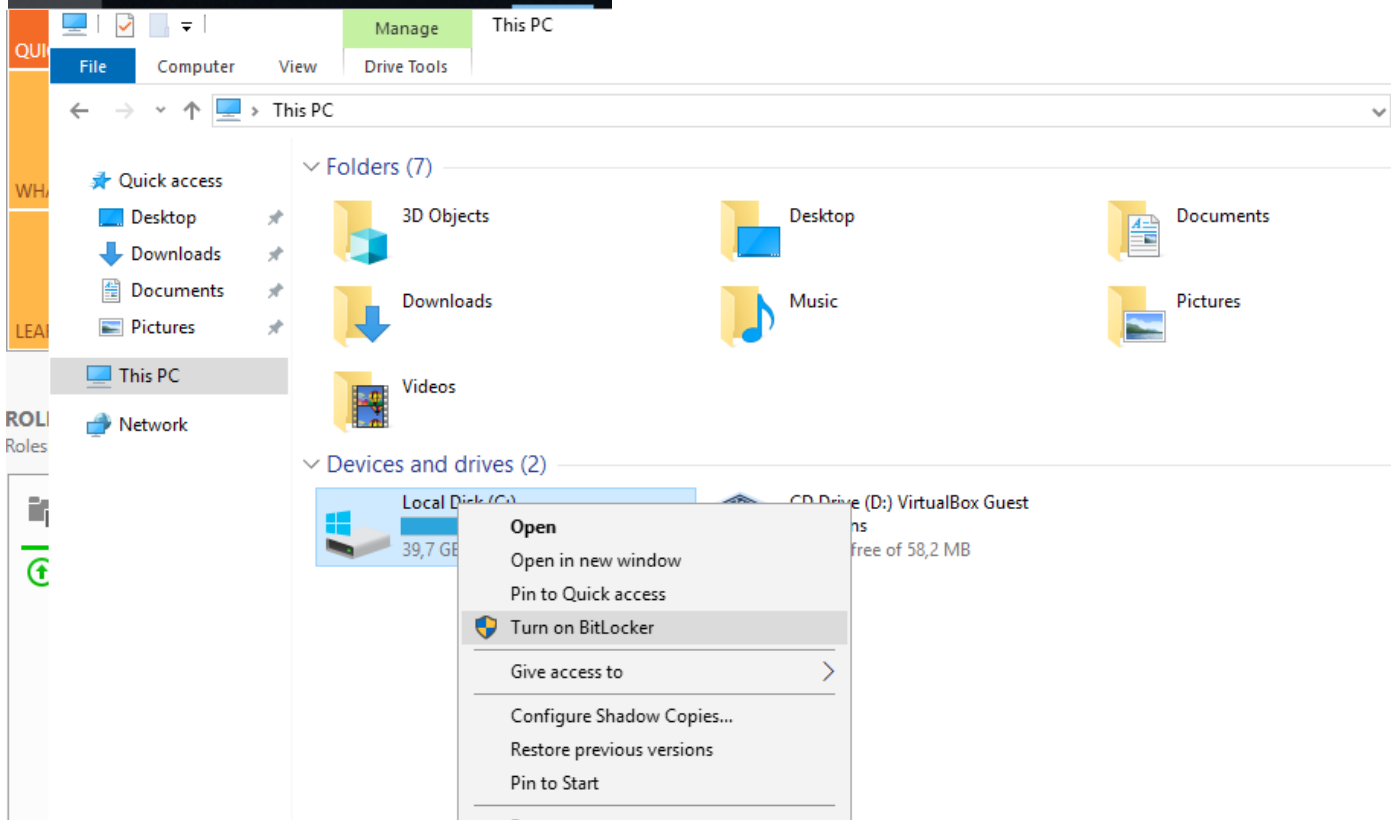 Manage
This PC
File
Computer
View
Drive Tools
This PC
QUI
WHA
LEA
ROL
Roles
Quick access
Desktop
Downloads
Documents
Pictures
This PC
Network
Folders (7)
3D Objects
Desktop
Documents
Downloads
Music
Pictures
Videos
Devices and drives (2)
Local Disk (C:)
39,7 GB
CD Drive (D:) VirtualBox Guest
ns
free of 58,2 MB
Open
Open in new window
Pin to Quick access
Turn on BitLocker
Give access to
Configure Shadow Copies...
Restore previous versions
Pin to Start